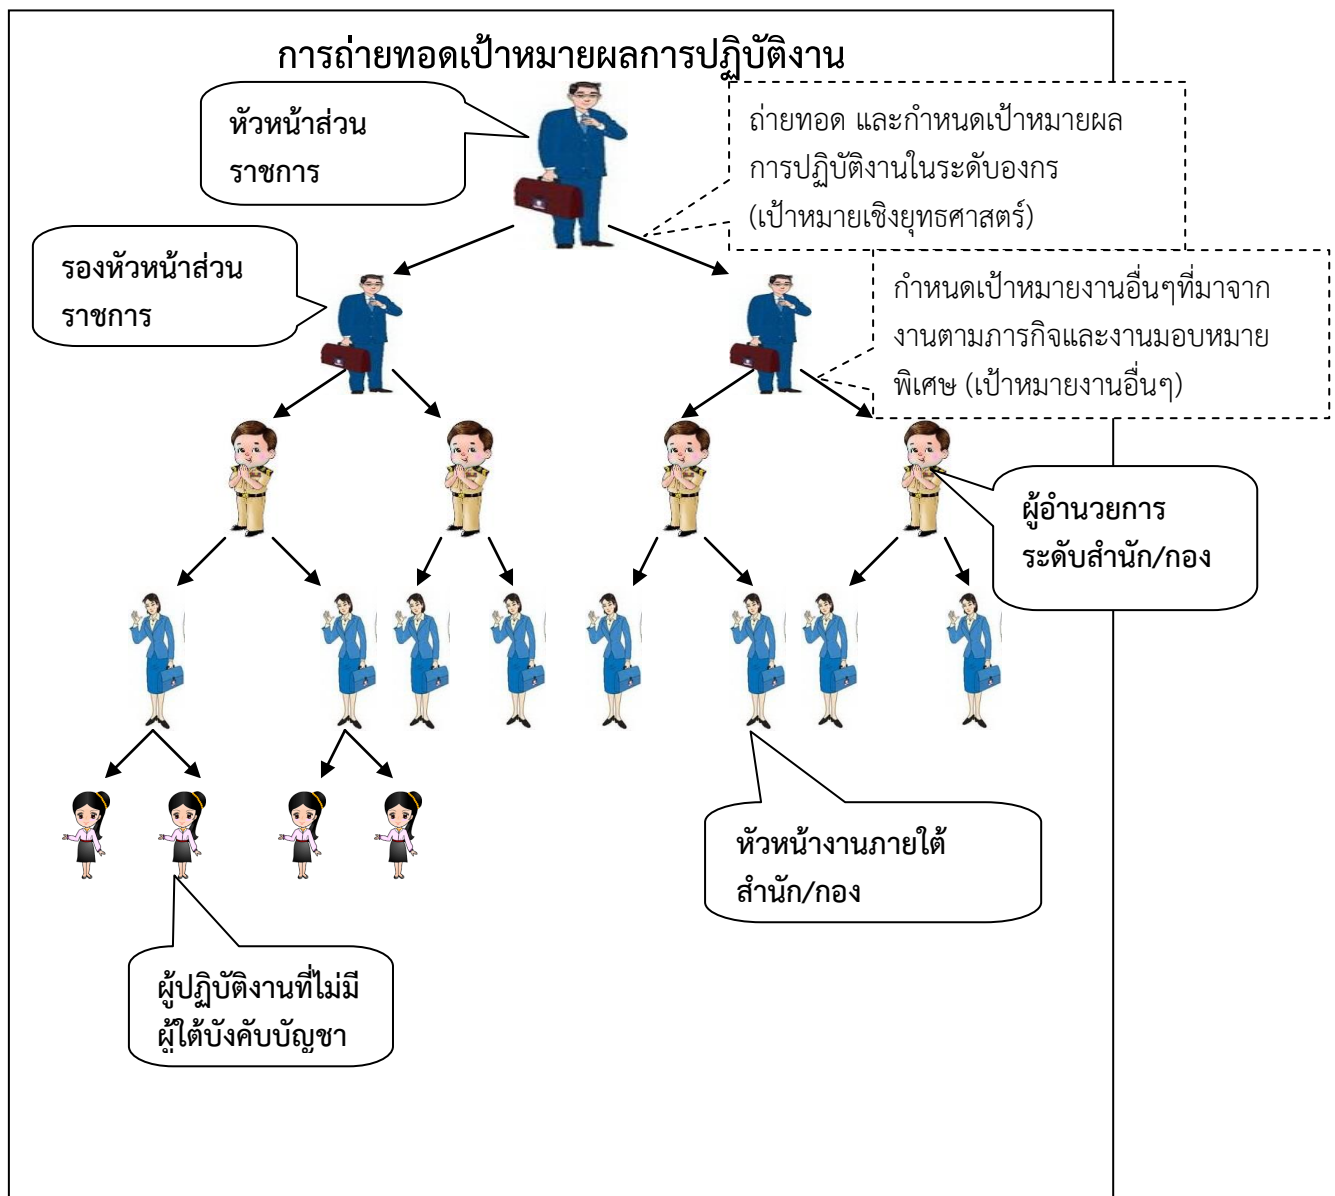 การถ่ายทอดเป้าหมายผลการปฏิบัติงาน
หัวหน้าส่วน
ราชการ
ถ่ายทอด และกำหนดเป้าหมายผล
การปฏิบัติงานในระดับองกร
(เป้าหมายเชิงยุทธศาสตร์)
รองหัวหน้าส่วน
ราชการ
กำหนดเป้าหมายงานอื่นๆที่มาจาก
งานตามภารกิจและงานมอบหมาย
พิเศษ (เป้าหมายงานอื่นๆ)
ผู้อำนวยการ
ระดับสำนัก/กอง
หัวหน้างานภายใต้
สำนัก/กอง
ผู้ปฏิบัติงานที่ไม่มี
ผู้ใต้บังคับบัญชา